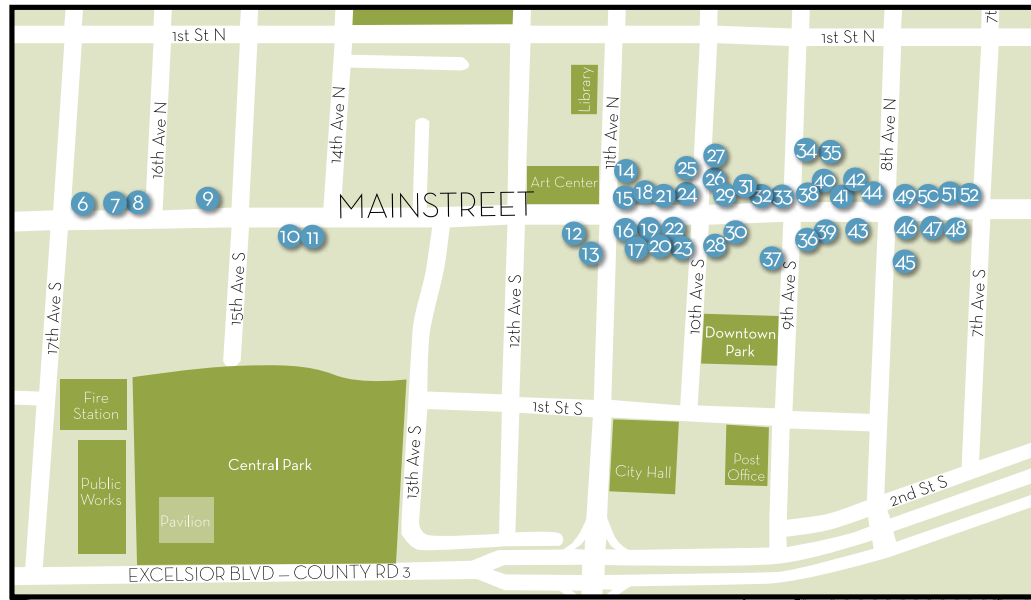 7th
1st St N
1st St N
Library
16th Ave N
14th Ave N
11th Ave N
8th Ave N
27
34
35
14
25
26
31
40
42
Art Center
6
7
8
9
MAINSTREET
15
18
21
24
29
32
33
38
41
44
49
50
51
52
10
11
12
13
16
19
22
17
20
23
28
30
37
36
39
43
46
47
48
45
17th Ave S
15th Ave S
12th Ave S
10th Ave S
9th Ave S
7th Ave S
Downtown
Park
Fire
Station
1st St S
Central Park
13th Ave S
City Hall
Post
Office
Public
Works
Pavilion
2nd St S
EXCELSIOR BLVD – COUNTY RD 3